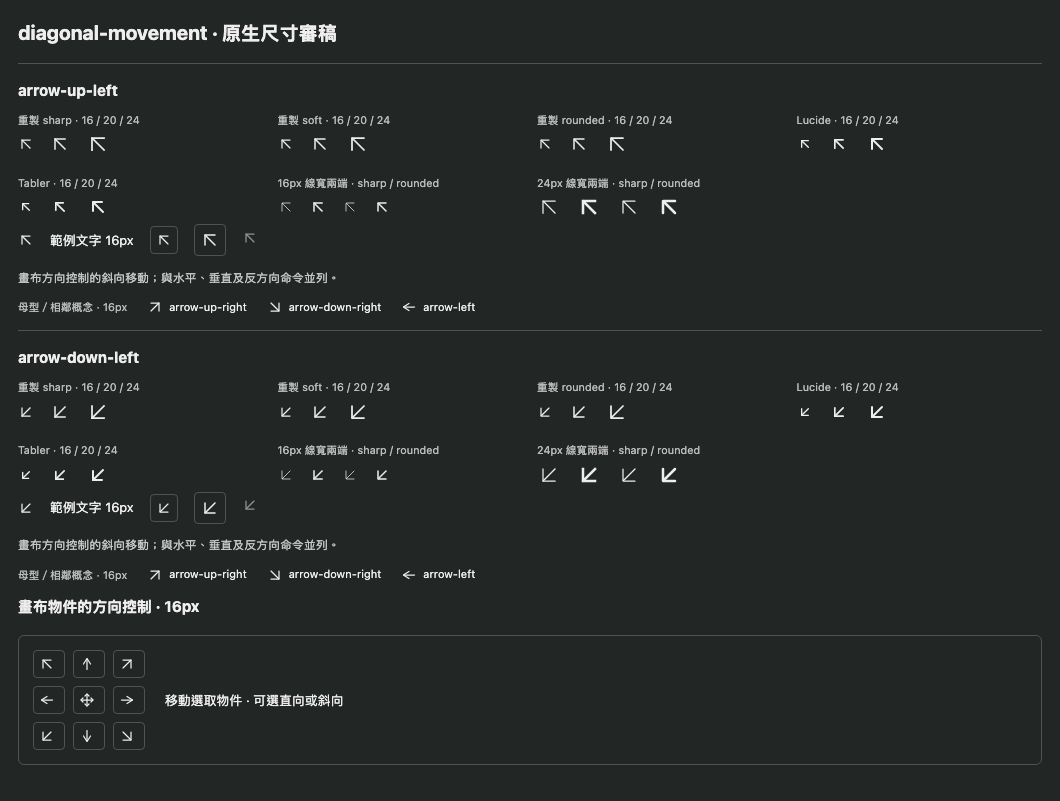 diagonal-movement · 原生尺寸審稿
arrow-up-left
重製 sharp · 16 / 20 / 24
重製 soft · 16 / 20 / 24
重製 rounded · 16 / 20 / 24
Lucide · 16 / 20 / 24
Tabler · 16 / 20 / 24
16px 線寬兩端 · sharp / rounded
24px 線寬兩端 · sharp / rounded
範例文字 16px
畫布方向控制的斜向移動；與水平、垂直及反方向命令並列。
母型 / 相鄰概念 · 16px arrow-up-right arrow-down-right arrow-left
arrow-down-left
重製 sharp · 16 / 20 / 24
重製 soft · 16 / 20 / 24
重製 rounded · 16 / 20 / 24
Lucide · 16 / 20 / 24
Tabler · 16 / 20 / 24
16px 線寬兩端 · sharp / rounded
24px 線寬兩端 · sharp / rounded
範例文字 16px
畫布方向控制的斜向移動；與水平、垂直及反方向命令並列。
母型 / 相鄰概念 · 16px arrow-up-right arrow-down-right arrow-left
畫布物件的方向控制 · 16px
移動選取物件 · 可選直向或斜向